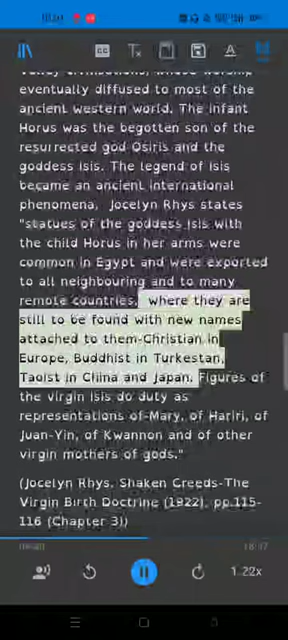 eventually diffused to most of the
ancient western world. The infant
Horus was the begotten son of the
resurrected god Osiris and the
goddess Isis. The legend of Isis
became an ancient international
phenomena, Jocelyn Rhys states
"statues of the goddess Isis with
the child Horus in her arms were
common in Egypt and were exported
to all neighbouring and to many
remote countries, where they are
still to be found with new names
attached to them-Christian in
Europe, Buddhist in Turkestan,
Taoist in China and Japan. Figures of
the virgin Isis do duty as
representations of-Mary, of Hariri, of
Juan-Yin, of Kwannon and of other
virgin mothers of gods."
(Jocelyn Rhys, Shaken Creeds-The
Virgin Birth Doctrine (1922), pp.115-
116 (Chapter 3))
1.22x